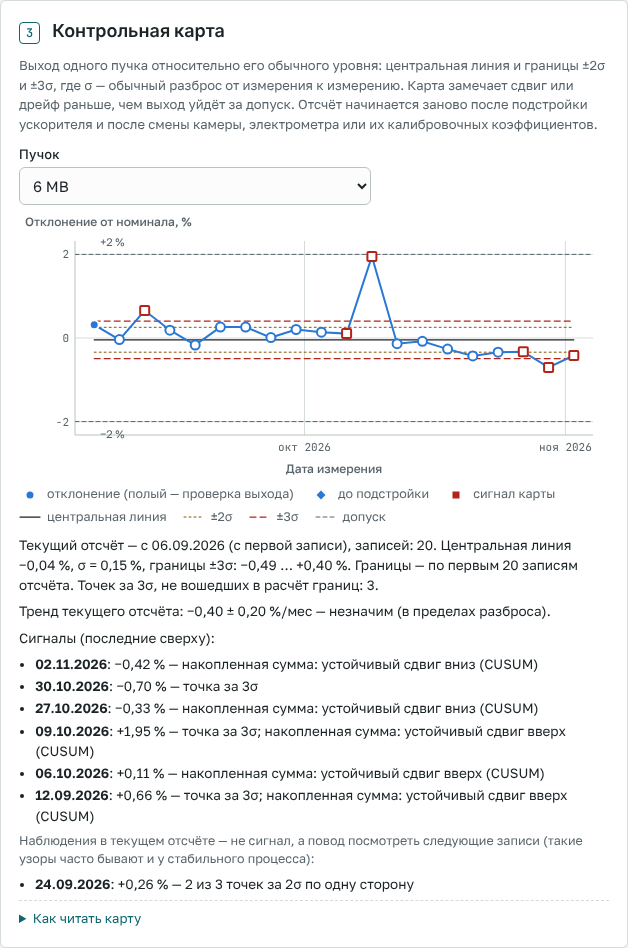 3 Контрольная карта
Выход одного пучка относительно его обычного уровня: центральная линия и границы ±2σ
и ±3σ, где σ — обычный разброс от измерения к измерению. Карта замечает сдвиг или
дрейф раньше, чем выход уйдёт за допуск. Отсчёт начинается заново после подстройки
ускорителя и после смены камеры, электрометра или их калибровочных коэффициентов.
Пучок
6 МВ
Отклонение от номинала, %
+2 %
2
0
-2
−2 %
окт 2026 ноя 2026
Дата измерения
отклонение (полый — проверка выхода) до подстройки сигнал карты
центральная линия ±2σ ±3σ допуск
Текущий отсчёт — с 06.09.2026 (с первой записи), записей: 20. Центральная линия
−0,04 %, σ = 0,15 %, границы ±3σ: −0,49 … +0,40 %. Границы — по первым 20 записям
отсчёта. Точек за 3σ, не вошедших в расчёт границ: 3.
Тренд текущего отсчёта: −0,40 ± 0,20 %/мес — незначим (в пределах разброса).
Сигналы (последние сверху):
• 02.11.2026: −0,42 % — накопленная сумма: устойчивый сдвиг вниз (CUSUM)
• 30.10.2026: −0,70 % — точка за 3σ
• 27.10.2026: −0,33 % — накопленная сумма: устойчивый сдвиг вниз (CUSUM)
• 09.10.2026: +1,95 % — точка за 3σ; накопленная сумма: устойчивый сдвиг вверх
(CUSUM)
• 06.10.2026: +0,11 % — накопленная сумма: устойчивый сдвиг вверх (CUSUM)
• 12.09.2026: +0,66 % — точка за 3σ; накопленная сумма: устойчивый сдвиг вверх
(CUSUM)
Наблюдения в текущем отсчёте — не сигнал, а повод посмотреть следующие записи (такие
узоры часто бывают и у стабильного процесса):
• 24.09.2026: +0,26 % — 2 из 3 точек за 2σ по одну сторону
▶ Как читать карту